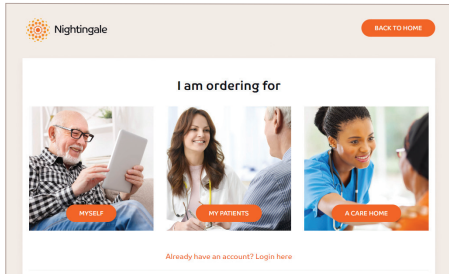 Nightingale
BACK TO HOME
I am ordering for
MYSELF
MY PATIENTS
A CARE HOME
Already have an account? Login here